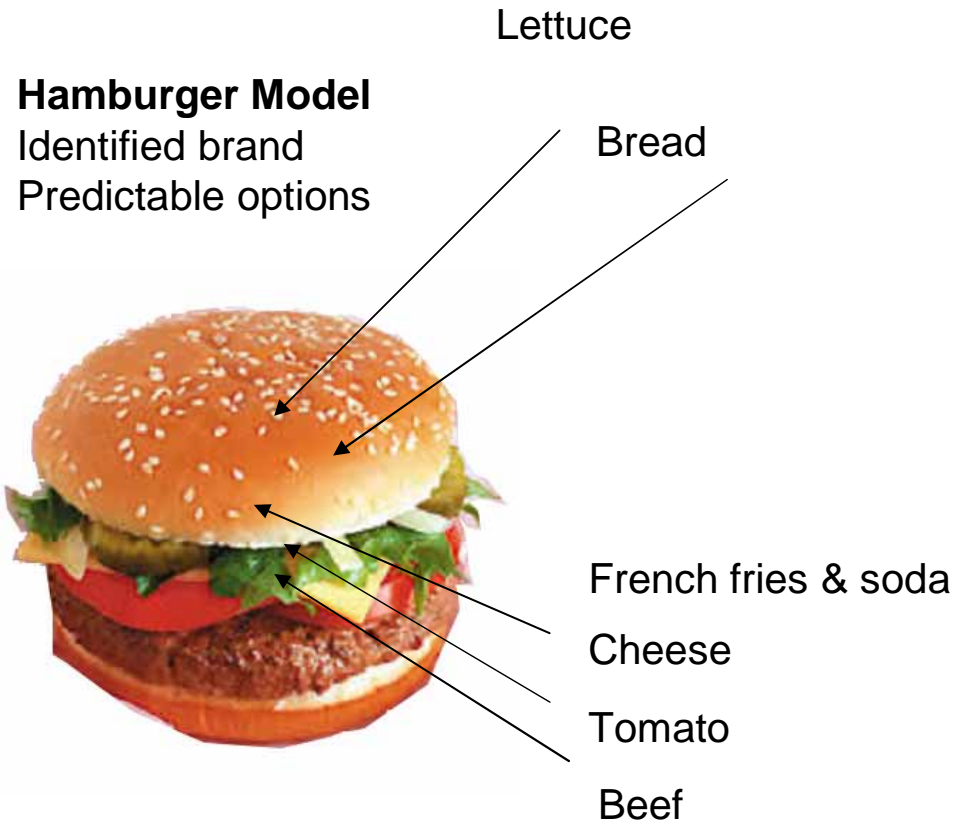 Lettuce
Hamburger Model
Identified brand
Predictable options
Bread
French fries & soda
Cheese
Tomato
Beef